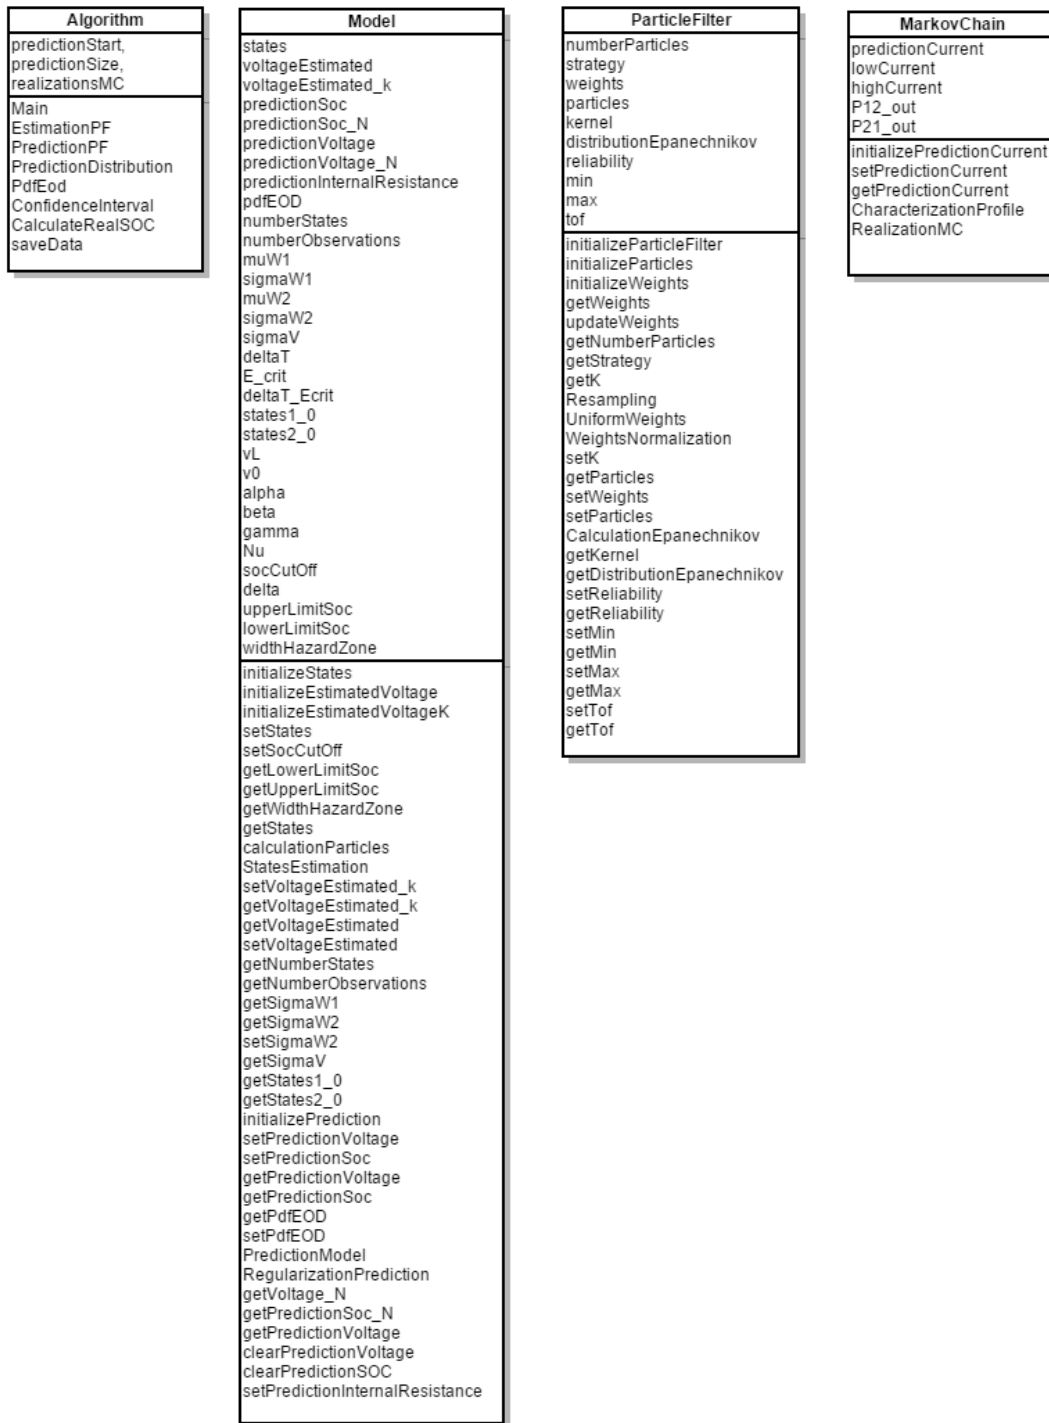 Algorithm
predictionStart,
predictionSize,
realizationsMC
Main
EstimationPF
PredictionPF
PredictionDistribution
PdfEod
ConfidenceInterval
CalculateRealSOC
saveData
Model
states
voltageEstimated
voltageEstimated_k
predictionSoc
predictionSoc_N
predictionVoltage
predictionVoltage_N
predictionInternalResistance
pdfEOD
numberStates
numberObservations
muW1
sigmaW1
muW2
sigmaW2
sigmaV
deltaT
E_crit
deltaT_Ecrit
states1_0
states2_0
vL
v0
alpha
beta
gamma
Nu
socCutOff
delta
upperLimitSoc
lowerLimitSoc
widthHazardZone
initializeStates
initializeEstimatedVoltage
initializeEstimatedVoltageK
setStates
setSocCutOff
getLowerLimitSoc
getUpperLimitSoc
getWidthHazardZone
getStates
calculationParticles
StatesEstimation
setVoltageEstimated_k
getVoltageEstimated_k
getVoltageEstimated
setVoltageEstimated
getNumberStates
getNumberObservations
getSigmaW1
getSigmaW2
setSigmaW2
getSigmaV
getStates1_0
getStates2_0
initializePrediction
setPredictionVoltage
setPredictionSoc
getPredictionVoltage
getPredictionSoc
getPdfEOD
setPdfEOD
PredictionModel
RegularizationPrediction
getVoltage_N
getPredictionSoc_N
getPredictionVoltage
clearPredictionVoltage
clearPredictionSOC
setPredictionInternalResistance
ParticleFilter
numberParticles
strategy
weights
particles
kernel
distributionEpanechnikov
reliability
min
max
tof
initializeParticleFilter
initializeParticles
initializeWeights
getWeights
updateWeights
getNumberParticles
getStrategy
getK
Resampling
UniformWeights
WeightsNormalization
setK
getParticles
setWeights
setParticles
CalculationEpanechnikov
getKernel
getDistributionEpanechnikov
setReliability
getReliability
setMin
getMin
setMax
getMax
setTof
getTof
MarkovChain
predictionCurrent
lowCurrent
highCurrent
P12_out
P21_out
initializePredictionCurrent
setPredictionCurrent
getPredictionCurrent
CharacterizationProfile
RealizationMC